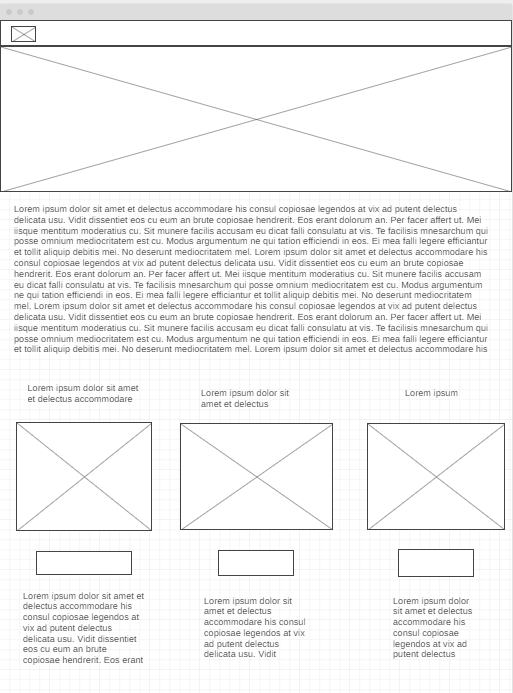 Lorem ipsum dolor sit amet et delectus accommodare his consul copiosae legendos at vix ad putent delectus
delicata usu. Vidit dissentiet eos cu eum an brute copiosae hendrerit. Eos erant dolorum an. Per facer affert ut. Mei
iisque mentitum moderatius cu. Sit munere facilis accusam eu dicat falli consulatu at vis. Te facilisis mnesarchum qui
posse omnium mediocritatem est cu. Modus argumentum ne qui tation efficiendi in eos. Ei mea falli legere efficiantur
et tollit aliquip debitis mei. No deserunt mediocritatem mel. Lorem ipsum dolor sit amet et delectus accommodare his
consul copiosae legendos at vix ad putent delectus delicata usu. Vidit dissentiet eos cu eum an brute copiosae
hendrerit. Eos erant dolorum an. Per facer affert ut. Mei iisque mentitum moderatius cu. Sit munere facilis accusam
eu dicat falli consulatu at vis. Te facilisis mnesarchum qui posse omnium mediocritatem est cu. Modus argumentum
ne qui tation efficiendi in eos. Ei mea falli legere efficiantur et tollit aliquip debitis mei. No deserunt mediocritatem
mel. Lorem ipsum dolor sit amet et delectus accommodare his consul copiosae legendos at vix ad putent delectus
delicata usu. Vidit dissentiet eos cu eum an brute copiosae hendrerit. Eos erant dolorum an. Per facer affert ut. Mei
iisque mentitum moderatius cu. Sit munere facilis accusam eu dicat falli consulatu at vis. Te facilisis mnesarchum qui
posse omnium mediocritatem est cu. Modus argumentum ne qui tation efficiendi in eos. Ei mea falli legere efficiantur
et tollit aliquip debitis mei. No deserunt mediocritatem mel. Lorem ipsum dolor sit amet et delectus accommodare his
Lorem ipsum dolor sit amet
et delectus accommodare
Lorem ipsum dolor sit
amet et delectus
Lorem ipsum
Lorem ipsum dolor sit amet et
delectus accommodare his
consul copiosae legendos at
vix ad putent delectus
delicata usu. Vidit dissentiet
eos cu eum an brute
copiosae hendrerit. Eos erant
Lorem ipsum dolor sit
amet et delectus
accommodare his consul
copiosae legendos at vix
ad putent delectus
delicata usu. Vidit
Lorem ipsum dolor
sit amet et delectus
accommodare his
consul copiosae
legendos at vix ad
putent delectus